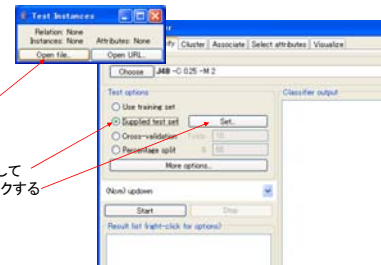 Test Instances
Relation: None
Instances: None Attributes: None
Open file... Open URL...
Cluster Associate Select attributes Visualize
Choose J48 -C 0.25 -M 2
Test options
Use training set
Supplied test set Set...
Cross-validation Folds 10
Percentage split % 66
More options...
(Nom) updown
Start Stop
Result list (right-click for options)
Classifier output
して
クする